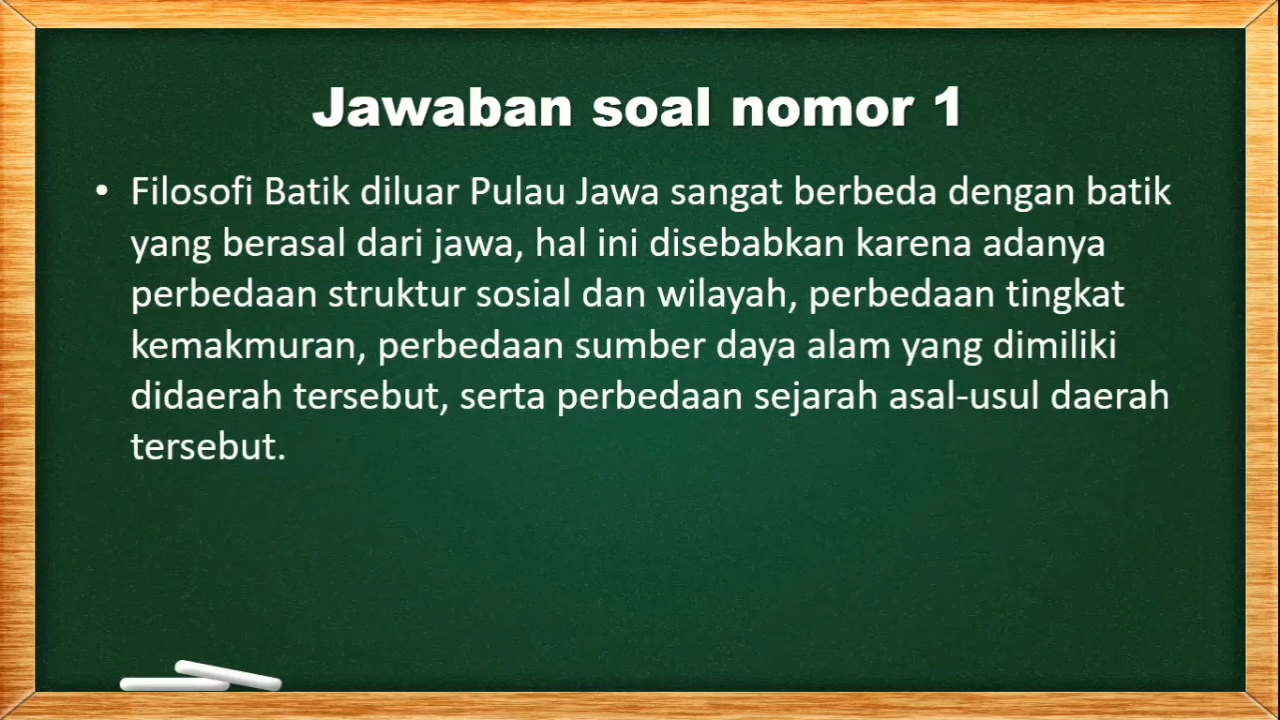 Jawaban soal nomor 1
• Filosofi Batik diluar Pulau Jawa sangat berbeda dengan batik
yang berasal dari jawa, hal ini disebabkan karena adanya
perbedaan struktur sosial dan wilayah, perbedaan tingkat
kemakmuran, perbedaan sumber daya alam yang dimiliki
didaerah tersebut, serta perbedaan sejarah asal-usul daerah
tersebut.